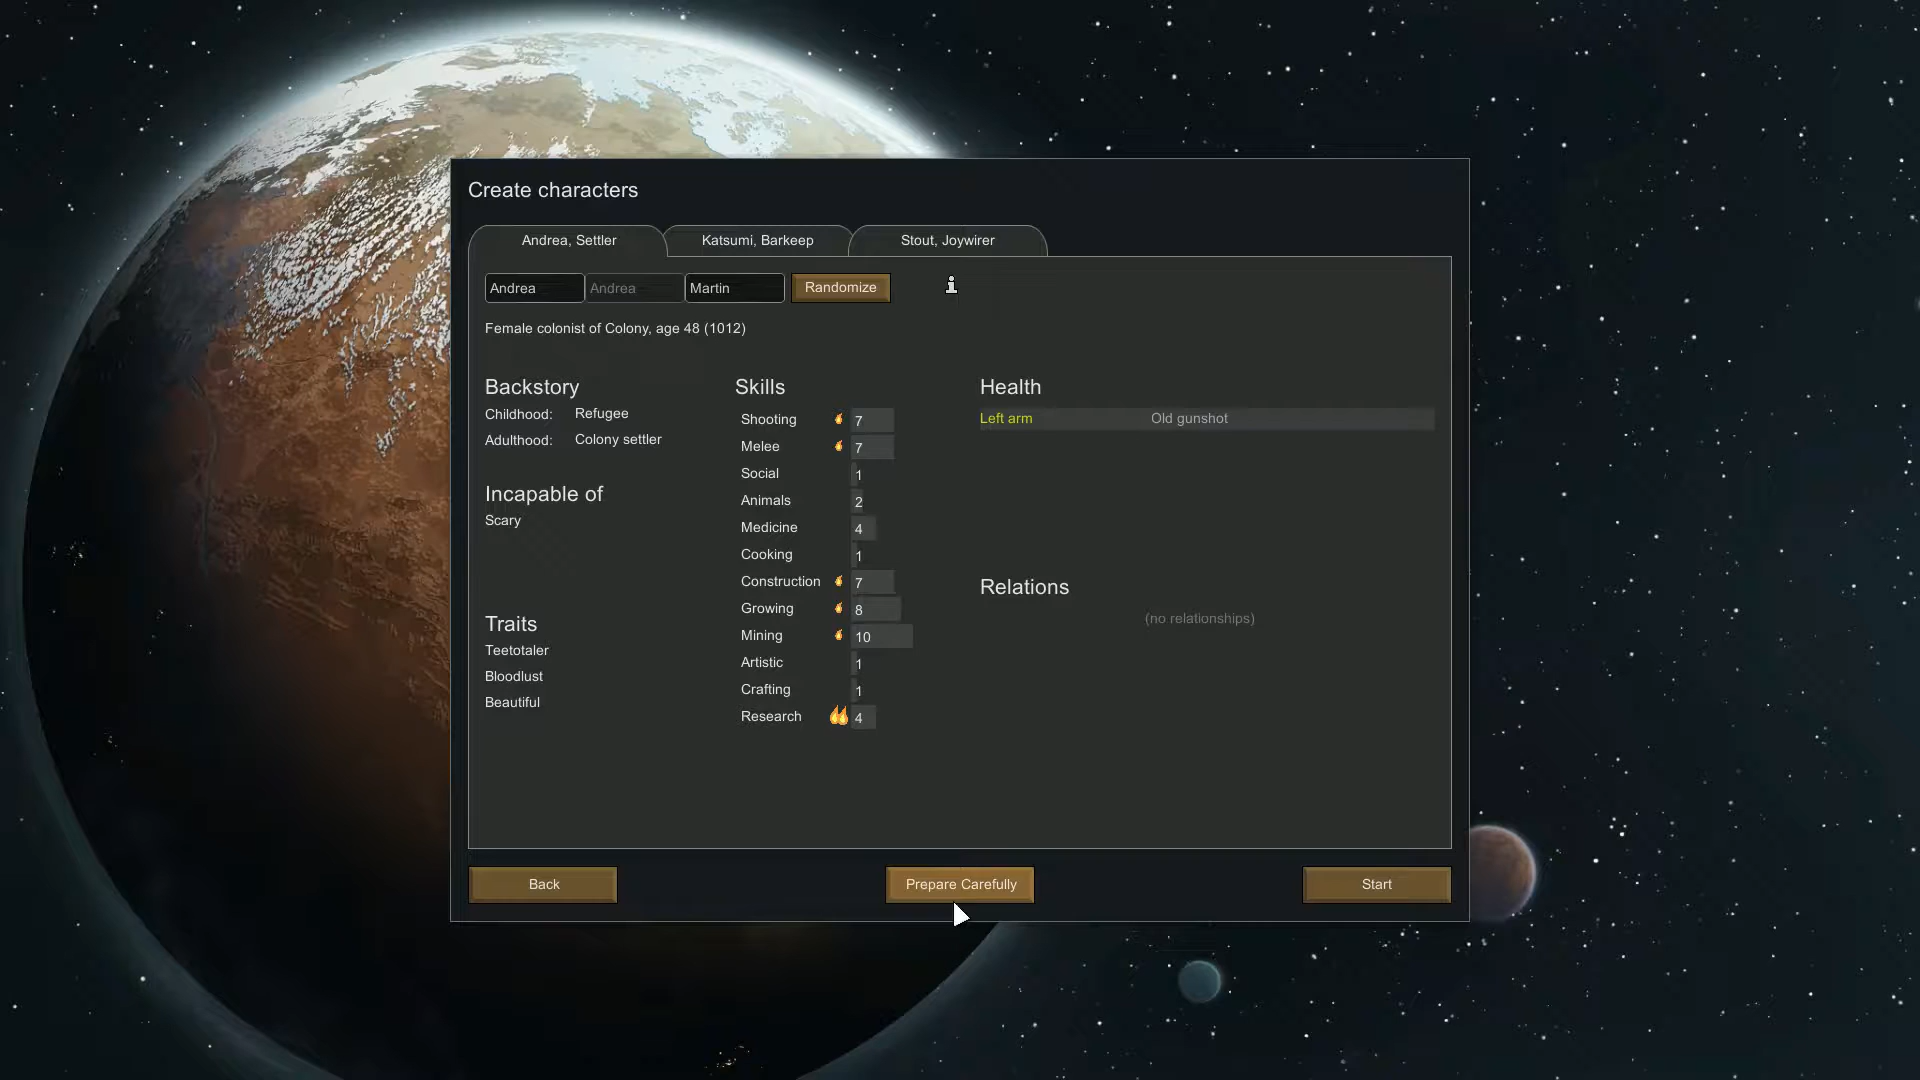 Create characters
Andrea, Settler
Katsumi, Barkeep
Stout, Joywirer
Andrea
Andrea
Martin
Randomize
Female colonist of Colony, age 48 (1012)
Backstory
Childhood: Refugee
Adulthood: Colony settler
Incapable of
Scary
Traits
Teetotaler
Bloodlust
Beautiful
Skills
Shooting 7
Melee 7
Social 1
Animals 2
Medicine 4
Cooking 1
Construction 7
Growing 8
Mining 10
Artistic 1
Crafting 1
Research 4
Health
Left arm Old gunshot
Relations
(no relationships)
Back
Prepare Carefully
Start